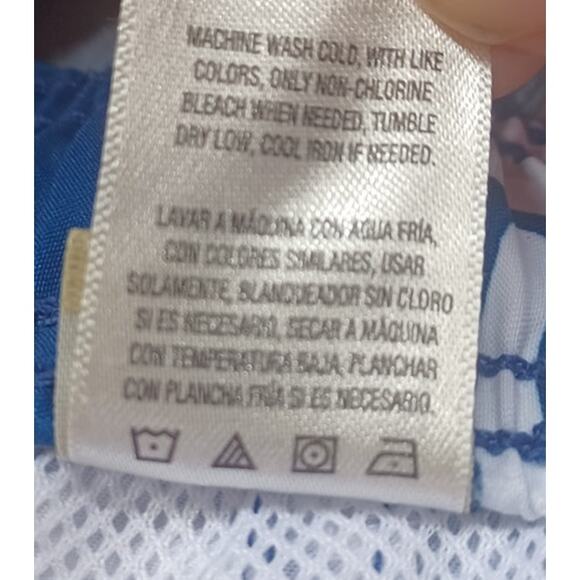 MACHINE WASH COLD, WITH LIKE
COLORS, ONLY NON-CHLORINE
BLEACH WHEN NEEDED, TUMBLE
DRY LOW, COOL IRON IF NEEDED.
LAVAR A MÁQUINA CON AGUA FRÍA,
CON COLORES SIMILARES, USAR
SOLAMENTE, BLANQUEADOR SIN CLORO
SI ES NECESARIO, SECAR A MÁQUINA
CON TEMPERATURA BAJA, PLANCHAR
CON PLANCHA FRÍA SI ES NECESARIO.